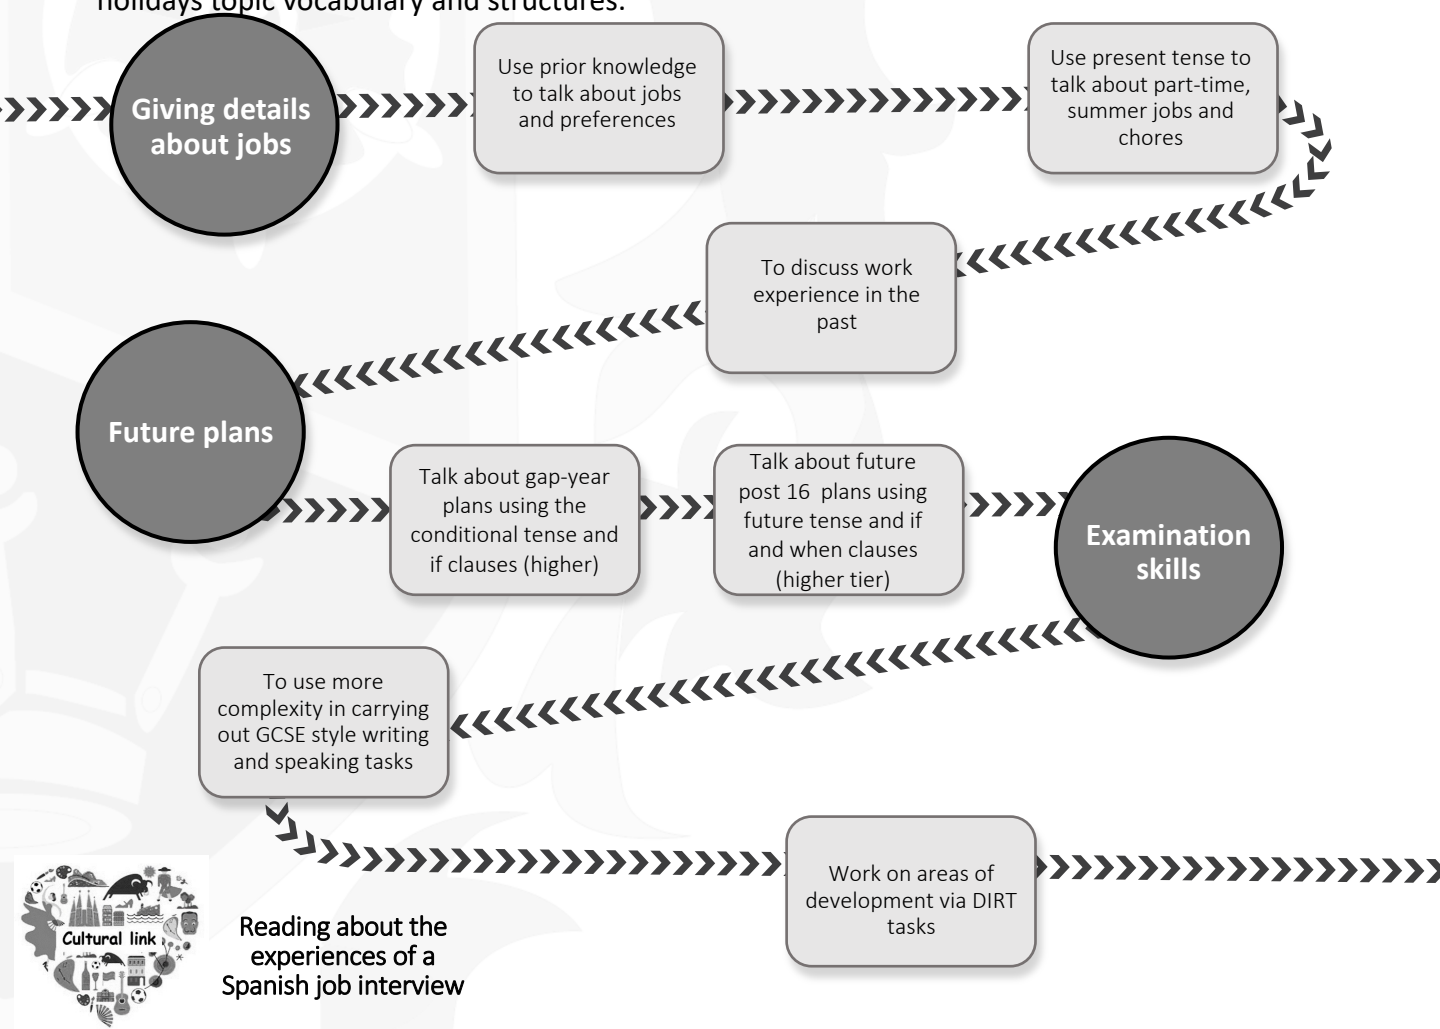 holidays topic vocabulary and structures.
Giving details
about jobs
Use prior knowledge
to talk about jobs
and preferences
Use present tense to
talk about part-time,
summer jobs and
chores
To discuss work
experience in the
past
Future plans
Talk about gap-year
plans using the
conditional tense and
if clauses (higher)
Talk about future
post 16 plans using
future tense and if
and when clauses
(higher tier)
Examination
skills
To use more
complexity in carrying
out GCSE style writing
and speaking tasks
Work on areas of
development via DIRT
tasks
Cultural link
Reading about the
experiences of a
Spanish job interview